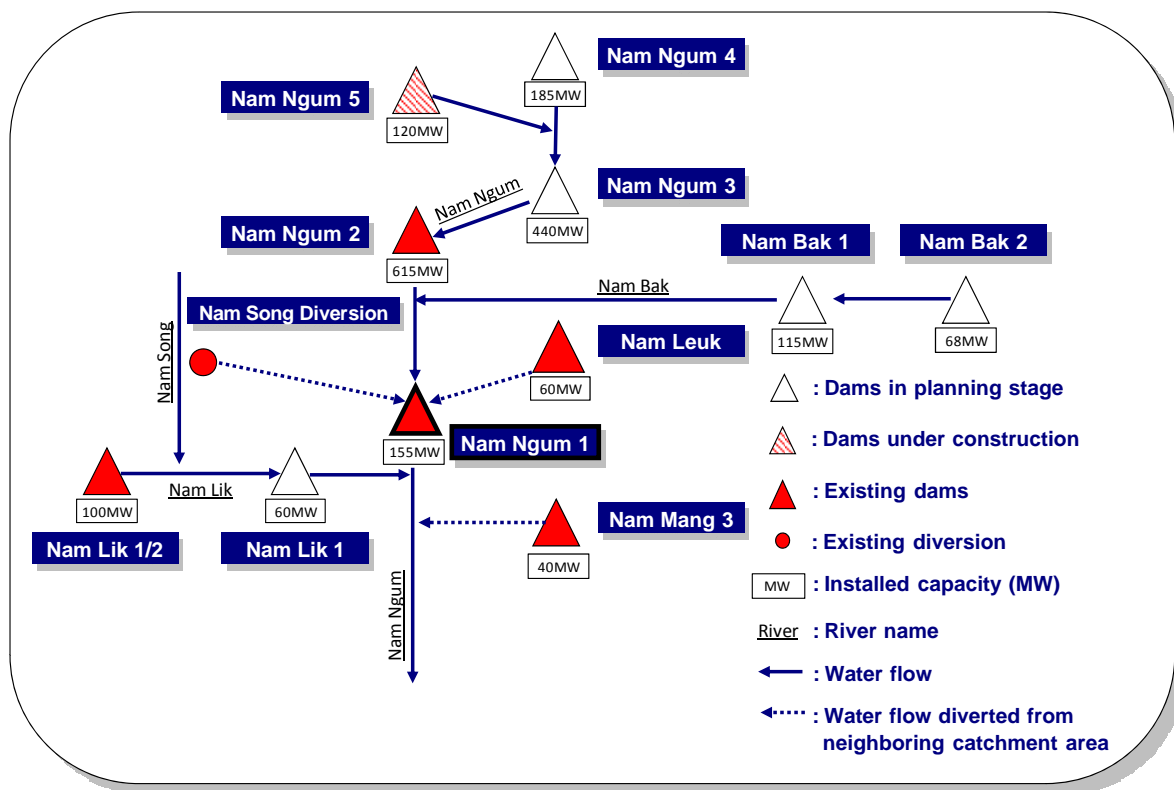 Nam Ngum 4
185MW
Nam Ngum 5
120MW
Nam Ngum 3
440MW
Nam Ngum
Nam Ngum 2
615MW
Nam Bak 1
Nam Bak 2
Nam Bak
115MW
68MW
Nam Song Diversion
Nam Song
Nam Leuk
60MW
Nam Ngum 1
155MW
Nam Lik
100MW
60MW
Nam Lik 1/2
Nam Lik 1
Nam Mang 3
40MW
Nam Ngum
: Dams in planning stage
: Dams under construction
: Existing dams
: Existing diversion
MW : Installed capacity (MW)
River : River name
: Water flow
: Water flow diverted from
neighboring catchment area